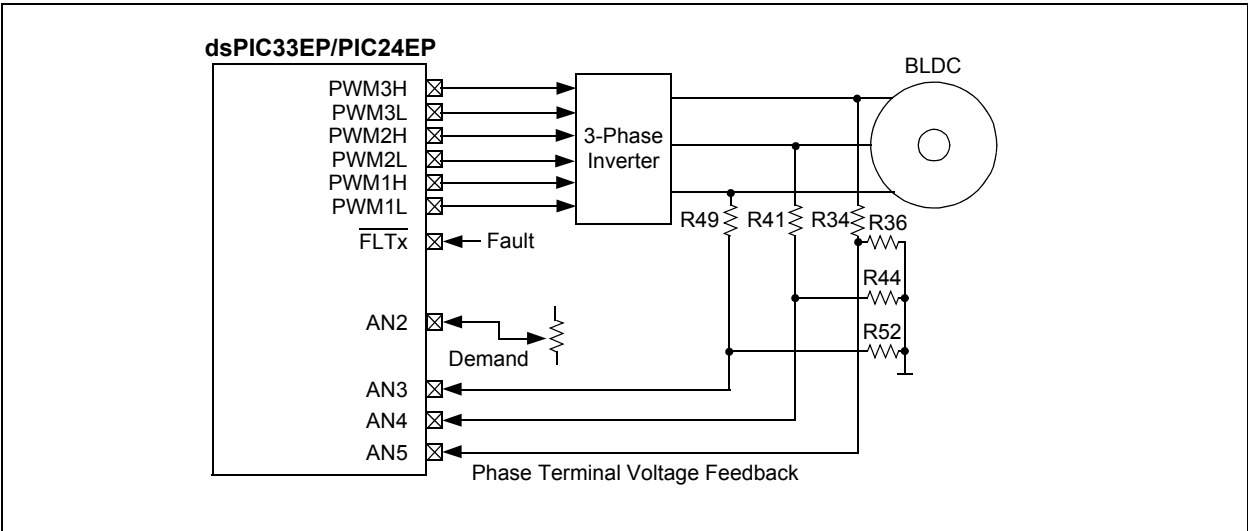 dsPIC33EP/PIC24EP
BLDC
PWM3H
PWM3L
PWM2H
PWM2L
PWM1H
PWM1L
3-Phase
Inverter
R49
R41
R34
R36
FLTx
Fault
R44
AN2
R52
Demand
AN3
AN4
AN5
Phase Terminal Voltage Feedback